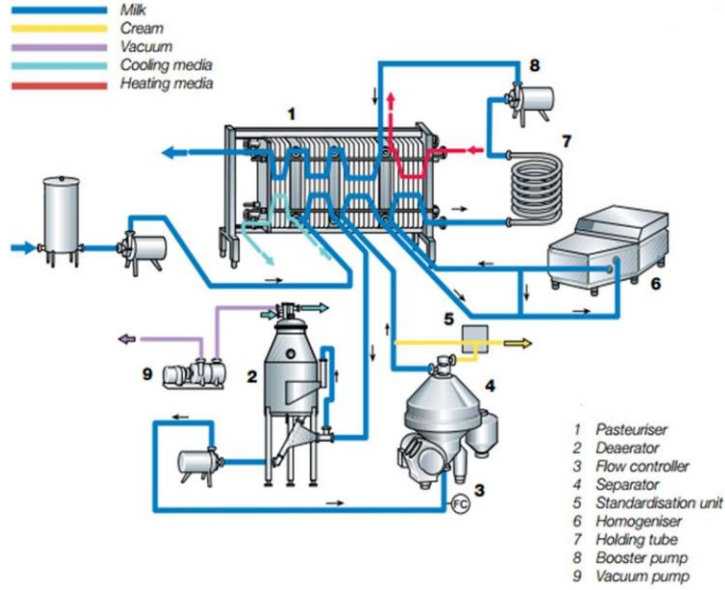 Milk
Cream
Vacuum
Cooling media
Heating media
1
8
7
6
5
2
9
4
3
FC
1 Pasteuriser
2 Deaerator
3 Flow controller
4 Separator
5 Standardisation unit
6 Homogeniser
7 Holding tube
8 Booster pump
9 Vacuum pump